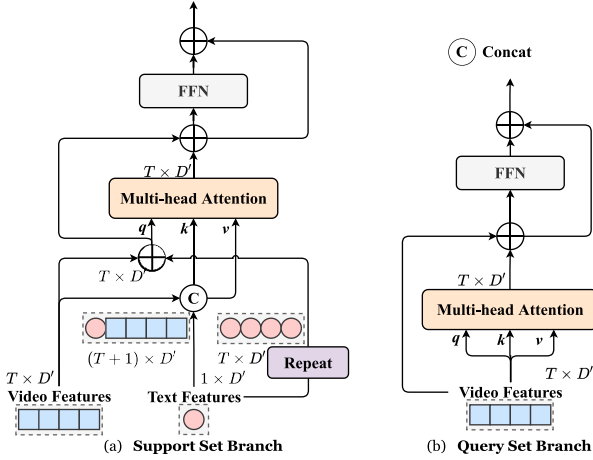 FFN
T × D′
Multi-head Attention
q k v
T × D′
C
(T + 1) × D′
T × D′
Repeat
T × D′
1 × D′
Video Features
Text Features
(a) Support Set Branch
C Concat
FFN
T × D′
Multi-head Attention
q k v
T × D′
Video Features
(b) Query Set Branch